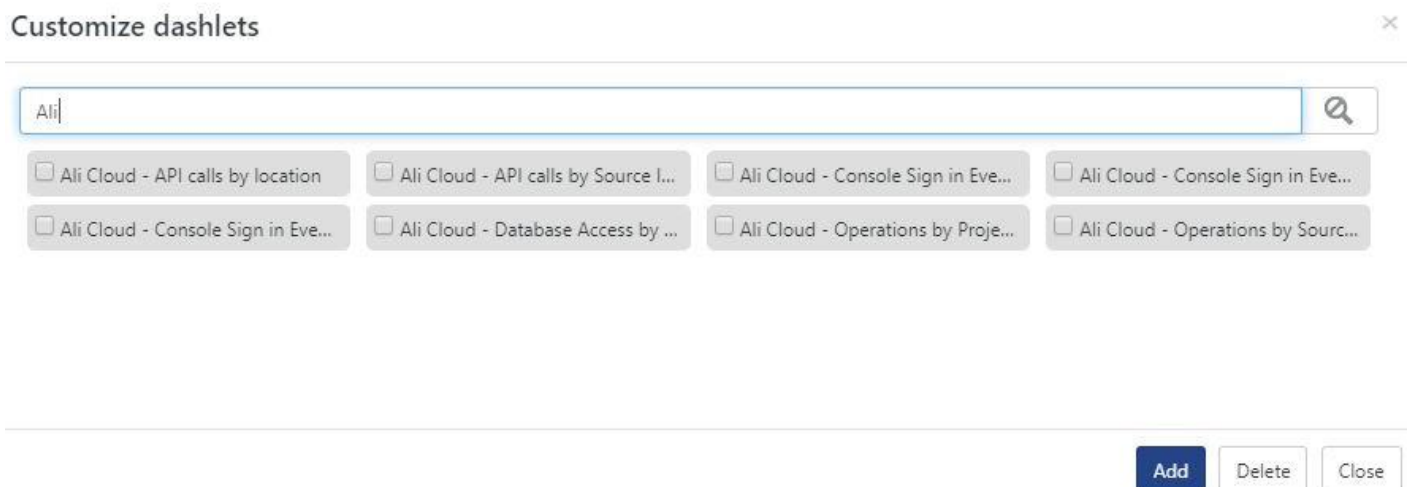 Customize dashlets
×
Ali
Ali Cloud - API calls by location
Ali Cloud - API calls by Source I...
Ali Cloud - Console Sign in Eve...
Ali Cloud - Console Sign in Eve...
Ali Cloud - Console Sign in Eve...
Ali Cloud - Database Access by ...
Ali Cloud - Operations by Proje...
Ali Cloud - Operations by Sourc...
Add
Delete
Close